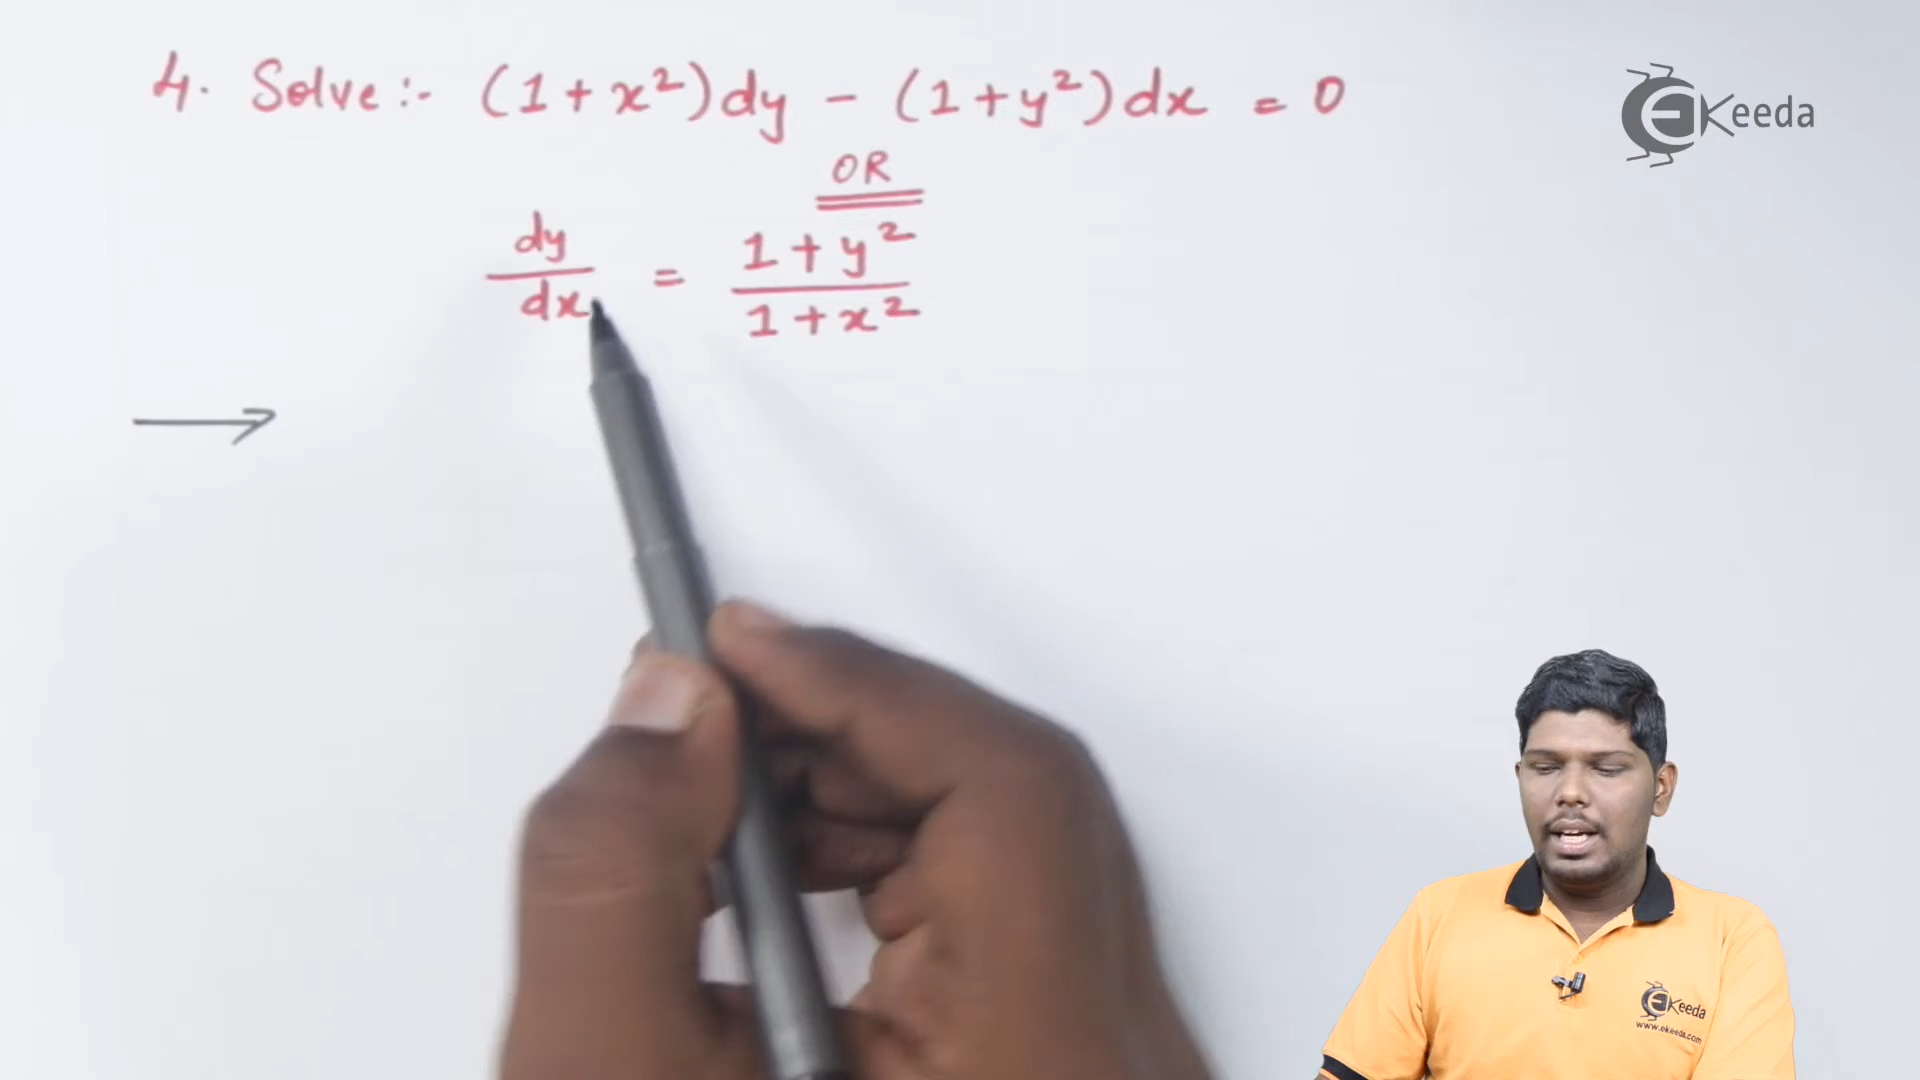 4. Solve:- (1+x²)dy - (1+y²)dx = 0
OR
dy/dx = 1+y²/1+x²
EKeeda
EKeeda
www.ekeeda.com